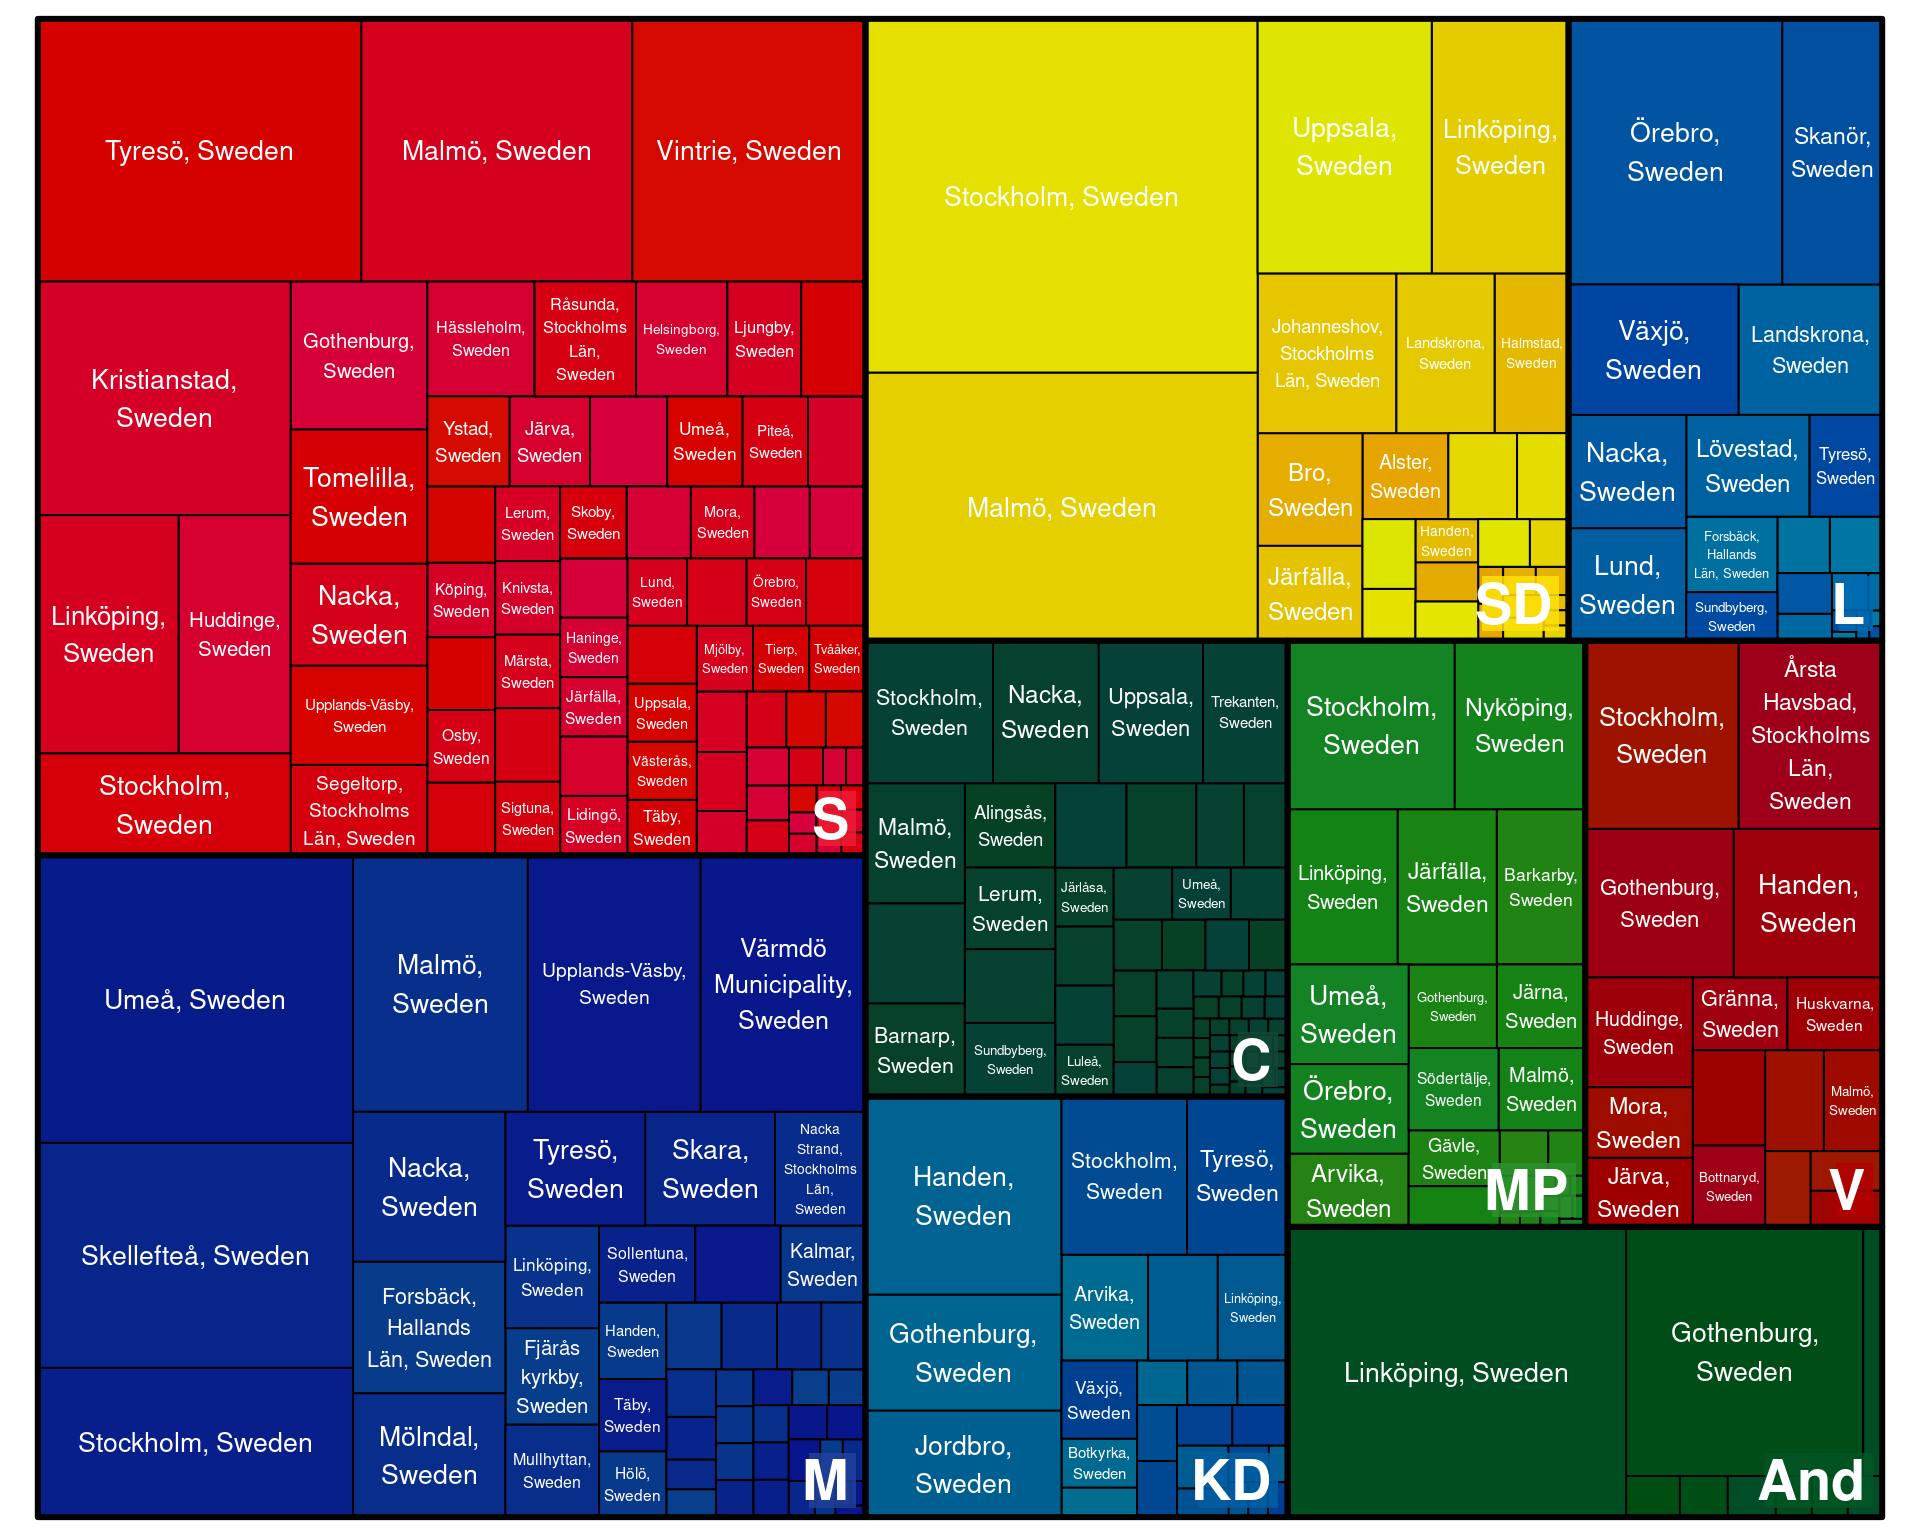 Tyresö, Sweden
Malmö, Sweden
Vintrie, Sweden
Kristianstad,
Sweden
Gothenburg,
Sweden
Hässleholm,
Sweden
Råsunda,
Stockholms
Län,
Sweden
Helsingborg,
Sweden
Ljungby,
Sweden
Ystad,
Sweden
Järva,
Sweden
Umeå,
Sweden
Piteå,
Sweden
Tomelilla,
Sweden
Lerum,
Sweden
Skoby,
Sweden
Mora,
Sweden
Linköping,
Sweden
Huddinge,
Sweden
Nacka,
Sweden
Köping,
Sweden
Knivsta,
Sweden
Lund,
Sweden
Örebro,
Sweden
Haninge,
Sweden
Mjölby,
Sweden
Tierp,
Sweden
Tvååker,
Sweden
Upplands-Väsby,
Sweden
Märsta,
Sweden
Järfälla,
Sweden
Uppsala,
Sweden
Osby,
Sweden
Västerås,
Sweden
Stockholm,
Sweden
Segeltorp,
Stockholms
Län, Sweden
Sigtuna,
Sweden
Lidingö,
Sweden
Täby,
Sweden
S
Umeå, Sweden
Malmö,
Sweden
Upplands-Väsby,
Sweden
Värmdö
Municipality,
Sweden
Skellefteå, Sweden
Nacka,
Sweden
Tyresö,
Sweden
Skara,
Sweden
Nacka
Strand,
Stockholms
Län,
Sweden
Linköping,
Sweden
Sollentuna,
Sweden
Kalmar,
Sweden
Forsbäck,
Hallands
Län, Sweden
Fjärås
kyrkby,
Sweden
Handen,
Sweden
Stockholm, Sweden
Mölndal,
Sweden
Täby,
Sweden
Mullhyttan,
Sweden
Hölö,
Sweden
M
Stockholm, Sweden
Uppsala,
Sweden
Linköping,
Sweden
Malmö, Sweden
Johanneshov,
Stockholms
Län, Sweden
Landskrona,
Sweden
Halmstad,
Sweden
Bro,
Sweden
Alster,
Sweden
Handen,
Sweden
Järfälla,
Sweden
SD
Örebro,
Sweden
Skanör,
Sweden
Växjö,
Sweden
Landskrona,
Sweden
Nacka,
Sweden
Lövestad,
Sweden
Tyresö,
Sweden
Lund,
Sweden
Forsbäck,
Hallands
Län, Sweden
Sundbyberg,
Sweden
L
Stockholm,
Sweden
Nacka,
Sweden
Uppsala,
Sweden
Trekanten,
Sweden
Malmö,
Sweden
Alingsås,
Sweden
Lerum,
Sweden
Järlåsa,
Sweden
Umeå,
Sweden
Barnarp,
Sweden
Sundbyberg,
Sweden
Luleå,
Sweden
C
Handen,
Sweden
Stockholm,
Sweden
Tyresö,
Sweden
Arvika,
Sweden
Linköping,
Sweden
Gothenburg,
Sweden
Växjö,
Sweden
Jordbro,
Sweden
Botkyrka,
Sweden
KD
Stockholm,
Sweden
Nyköping,
Sweden
Linköping,
Sweden
Järfälla,
Sweden
Barkarby,
Sweden
Umeå,
Sweden
Gothenburg,
Sweden
Järna,
Sweden
Örebro,
Sweden
Södertälje,
Sweden
Malmö,
Sweden
Gävle,
Sweden
Arvika,
Sweden
MP
Stockholm,
Sweden
Årsta
Havsbad,
Stockholms
Län,
Sweden
Gothenburg,
Sweden
Handen,
Sweden
Huddinge,
Sweden
Gränna,
Sweden
Huskvarna,
Sweden
Mora,
Sweden
Malmö,
Sweden
Järva,
Sweden
Bottnaryd,
Sweden
V
Linköping, Sweden
Gothenburg,
Sweden
And